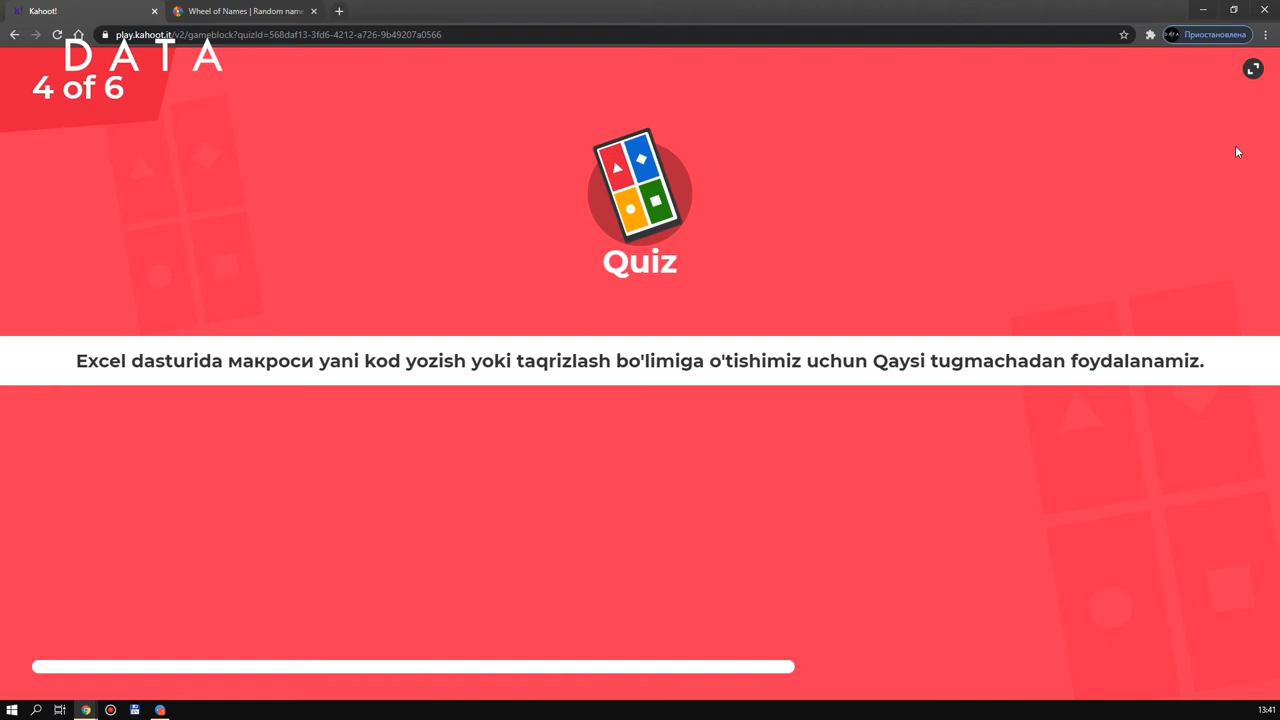 Kahoot!
Wheel of Names | Random name
play.kahoot.it/v2/gameblock?quizId=568daf13-3fd6-4212-a726-9b49207a0566
Приостановлена
DATA
4 of 6
Quiz
Excel dasturida макроси yani kod yozish yoki taqrizlash bo'limiga o'tishimiz uchun Qaysi tugmachadan foydalanamiz.
13:41